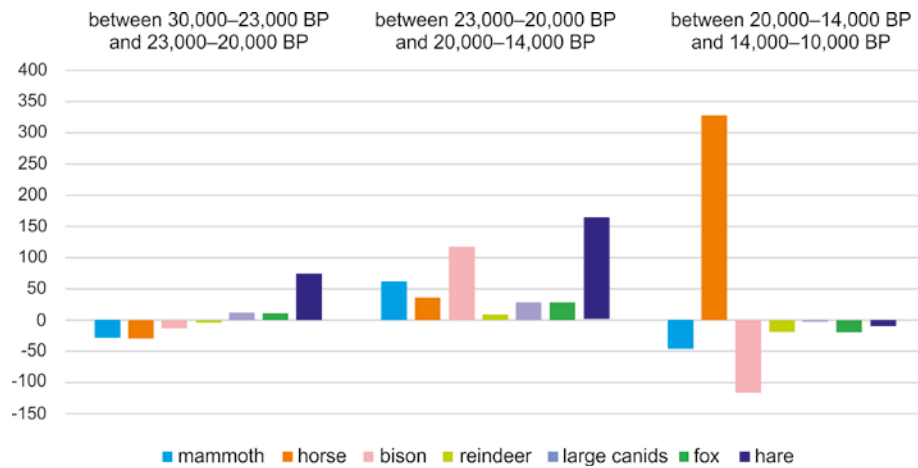 between 30,000–23,000 BP
and 23,000–20,000 BP
between 23,000–20,000 BP
and 20,000–14,000 BP
between 20,000–14,000 BP
and 14,000–10,000 BP
400
350
300
250
200
150
100
50
0
-50
-100
-150
mammoth horse bison reindeer large canids fox hare